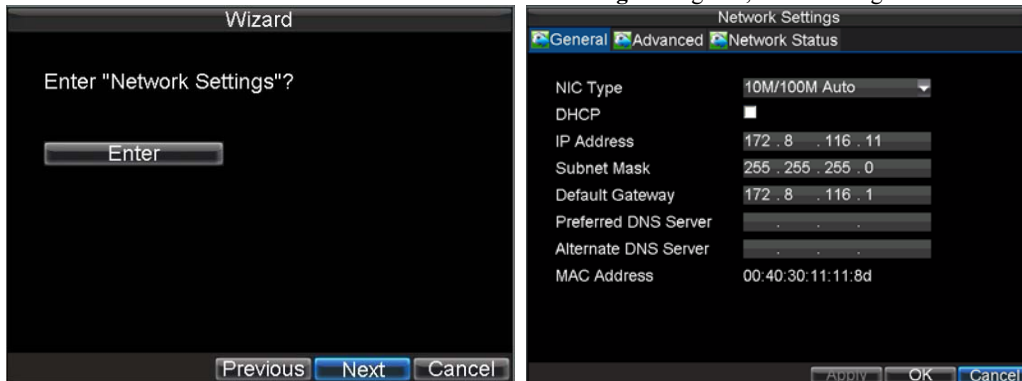 Wizard
Enter "Network Settings"?
Enter
Previous Next Cancel
Network Settings
General Advanced Network Status
NIC Type 10M/100M Auto
DHCP
IP Address 172 . 8 . 116 . 11
Subnet Mask 255 . 255 . 255 . 0
Default Gateway 172 . 8 . 116 . 1
Preferred DNS Server . . .
Alternate DNS Server . . .
MAC Address 00:40:30:11:11:8d
Apply OK Cancel